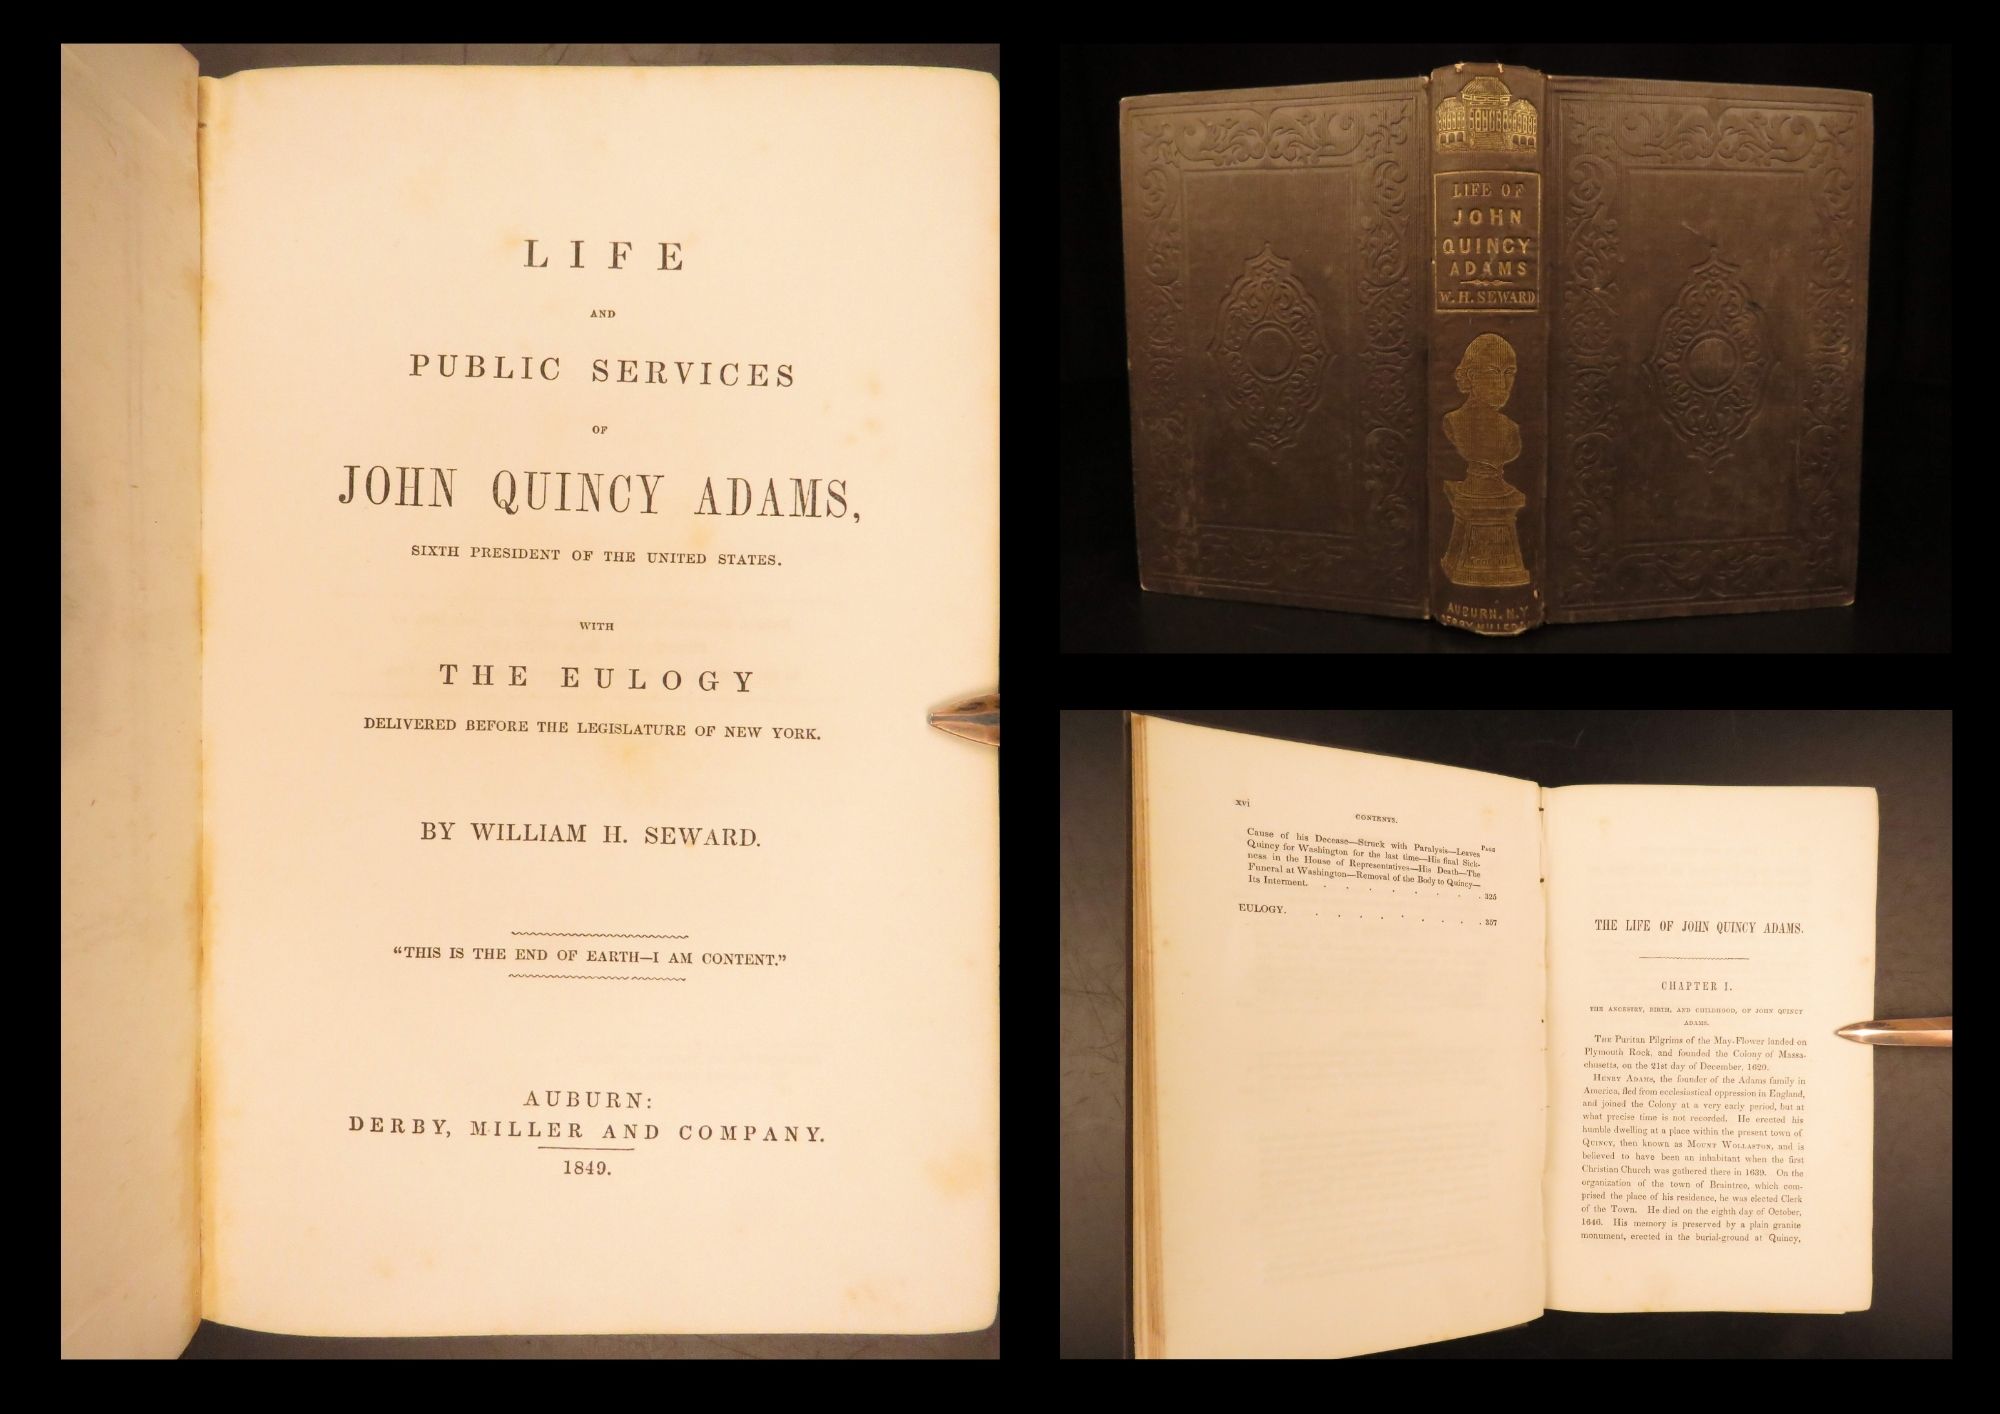 LIFE
AND
PUBLIC SERVICES
OF
JOHN QUINCY ADAMS,
SIXTH PRESIDENT OF THE UNITED STATES.
WITH
THE EULOGY
DELIVERED BEFORE THE LEGISLATURE OF NEW YORK.
BY WILLIAM H. SEWARD.
“THIS IS THE END OF EARTH—I AM CONTENT.”
AUBURN:
DERBY, MILLER AND COMPANY.
1849.
LIFE OF
JOHN
QUINCY
ADAMS
W. H. SEWARD
AUBURN, N.Y.
DERBY MILLER &
xvi
CONTENTS.
Page
Cause of his Decease—Struck with Paralysis—Leaves
Quincy for Washington for the last time—His final Sick-
ness in the House of Representatives—His Death—The
Funeral at Washington—Removal of the Body to Quincy—
Its Interment. . . . . . . . 325
EULOGY. . . . . . . . . 357
THE LIFE OF JOHN QUINCY ADAMS.
CHAPTER I.
THE ANCESTRY, BIRTH, AND CHILDHOOD, OF JOHN QUINCY
ADAMS.
The Puritan Pilgrims of the May-Flower landed on
Plymouth Rock, and founded the Colony of Massa-
chusetts, on the 21st day of December, 1620.
Henry Adams, the founder of the Adams family in
America, fled from ecclesiastical oppression in England,
and joined the Colony at a very early period, but at
what precise time is not recorded. He erected his
humble dwelling at a place within the present town of
Quincy, then known as Mount Wollaston, and is
believed to have been an inhabitant when the first
Christian Church was gathered there in 1639. On the
organization of the town of Braintree, which com-
prised the place of his residence, he was elected Clerk
of the Town. He died on the eighth day of October,
1646. His memory is preserved by a plain granite
monument, erected in the burial-ground at Quincy,